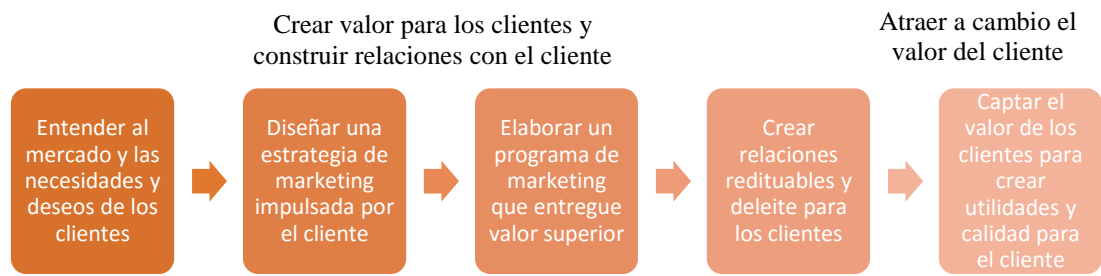 Crear valor para los clientes y
construir relaciones con el cliente
Atraer a cambio el
valor del cliente
Entender al
mercado y las
necesidades y
deseos de los
clientes
Diseñar una
estrategia de
marketing
impulsada por
el cliente
Elaborar un
programa de
marketing
que entregue
valor superior
Crear
relaciones
redituables y
deleite para
los clientes
Captar el
valor de los
clientes para
crear
utilidades y
calidad para
el cliente